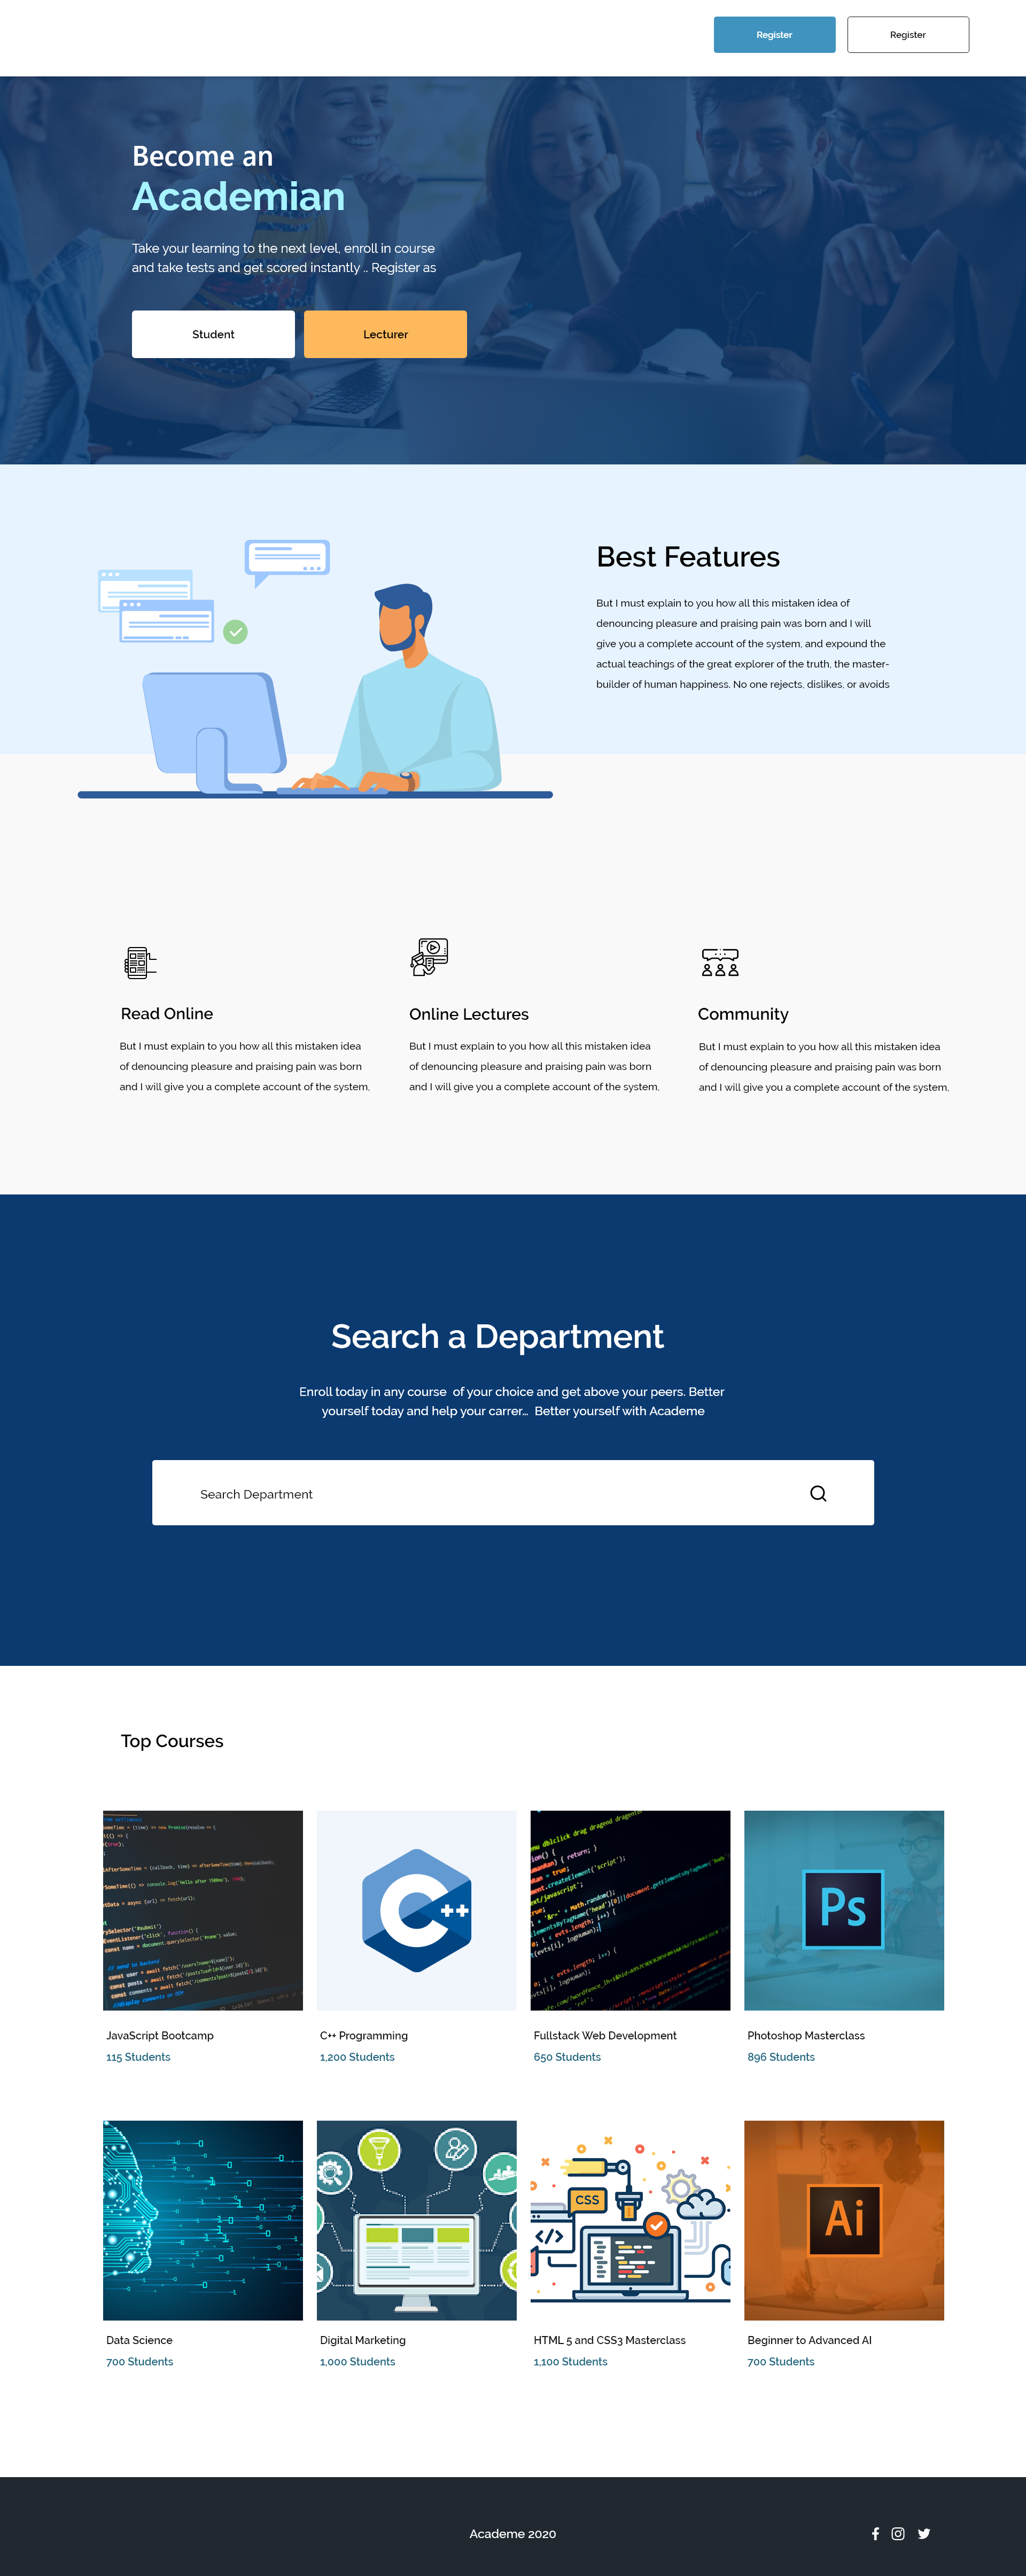 Register
Register
Become an
Academian
Take your learning to the next level, enroll in course
and take tests and get scored instantly .. Register as
Student
Lecturer
Best Features
But I must explain to you how all this mistaken idea of
denouncing pleasure and praising pain was born and I will
give you a complete account of the system, and expound the
actual teachings of the great explorer of the truth, the master-
builder of human happiness. No one rejects, dislikes, or avoids
Read Online
But I must explain to you how all this mistaken idea
of denouncing pleasure and praising pain was born
and I will give you a complete account of the system,
Online Lectures
But I must explain to you how all this mistaken idea
of denouncing pleasure and praising pain was born
and I will give you a complete account of the system,
Community
But I must explain to you how all this mistaken idea
of denouncing pleasure and praising pain was born
and I will give you a complete account of the system,
Search a Department
Enroll today in any course of your choice and get above your peers. Better
yourself today and help your carrer... Better yourself with Academe
Search Department
Top Courses
C++
Ps
JavaScript Bootcamp
115 Students
C++ Programming
1,200 Students
Fullstack Web Development
650 Students
Photoshop Masterclass
896 Students
CSS
</>
Ai
Data Science
700 Students
Digital Marketing
1,000 Students
HTML 5 and CSS3 Masterclass
1,100 Students
Beginner to Advanced AI
700 Students
Academe 2020